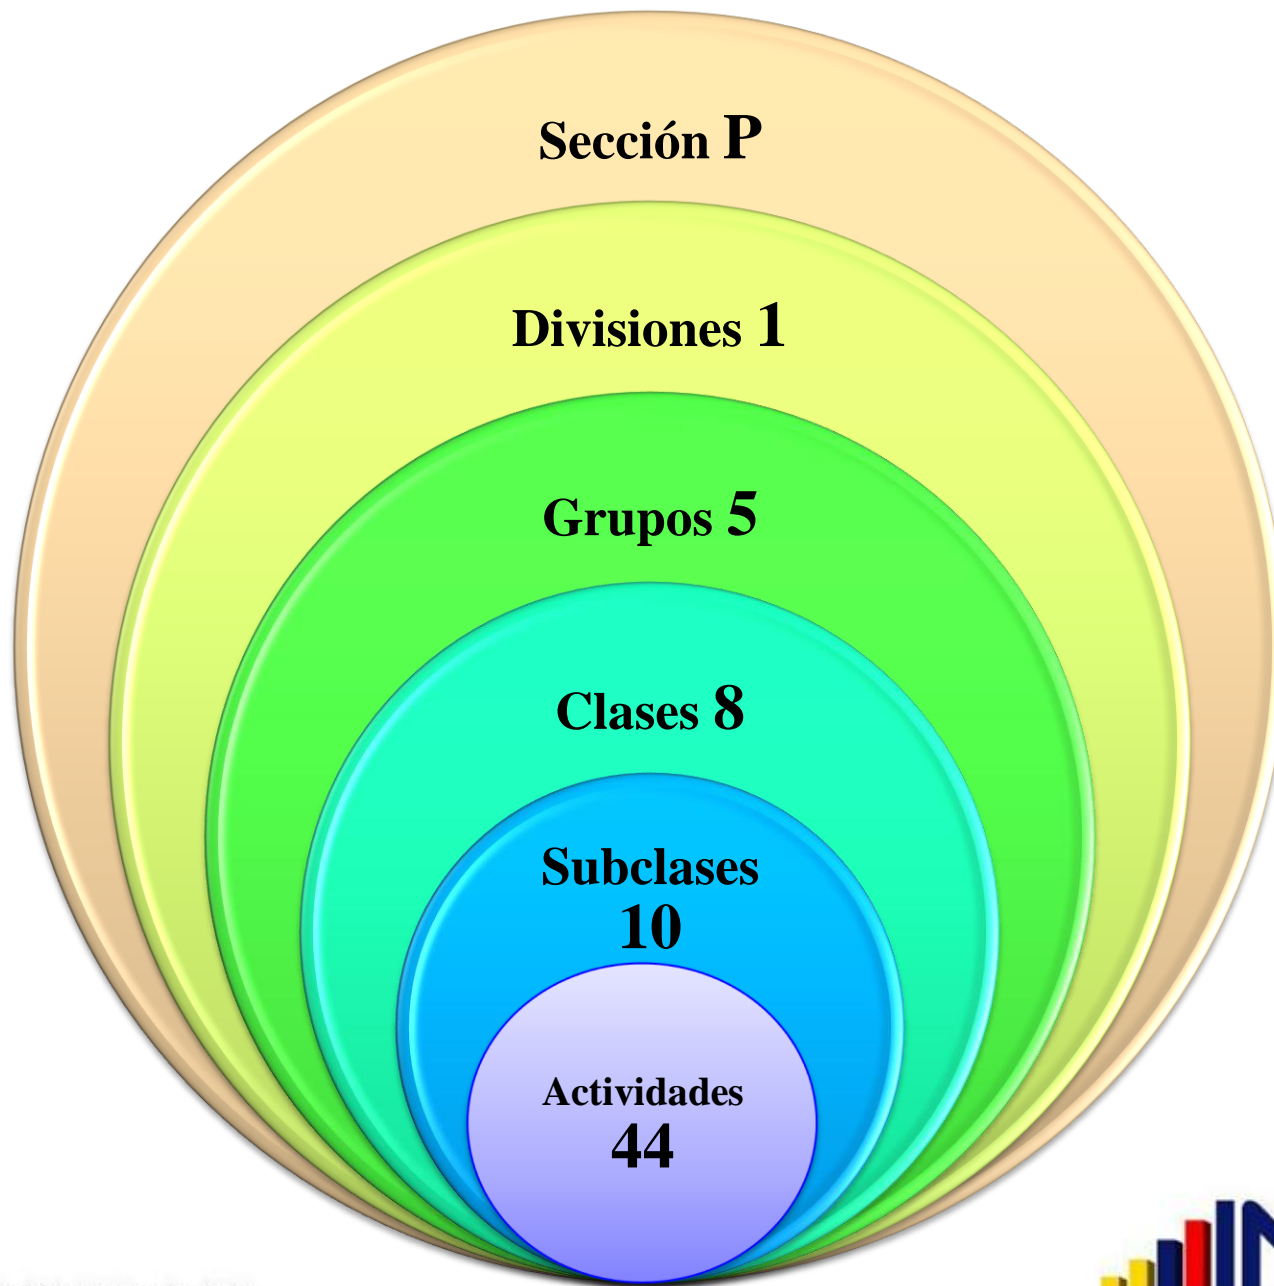 Sección P
Divisiones 1
Grupos 5
Clases 8
Subclases
10
Actividades
44